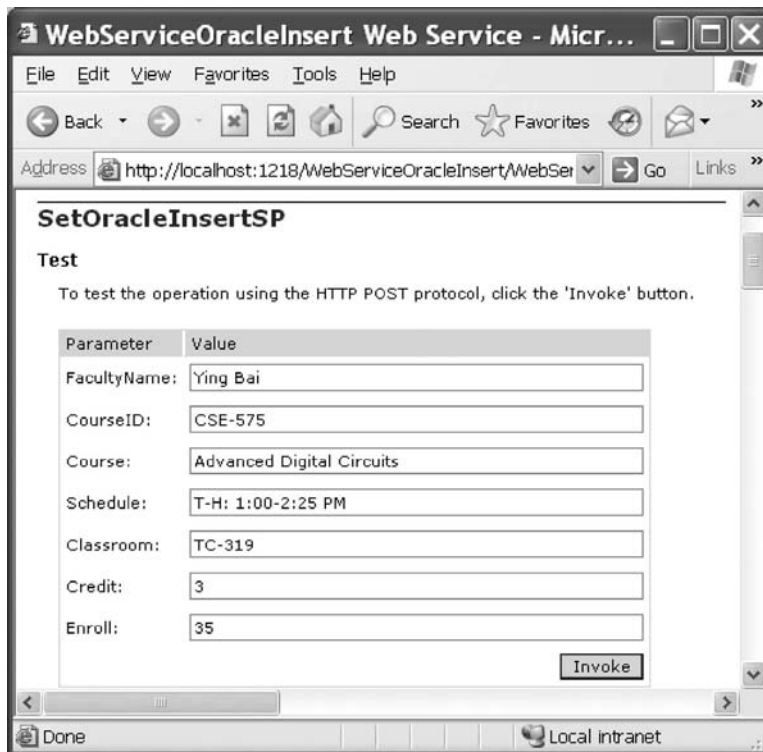 WebServiceOracleInsert Web Service - Micr...
File Edit View Favorites Tools Help
Back Search Favorites »
Address http://localhost:1218/WebServiceOracleInsert/WebSer Go Links »
SetOracleInsertSP
Test
To test the operation using the HTTP POST protocol, click the 'Invoke' button.
Parameter Value
FacultyName: Ying Bai
CourseID: CSE-575
Course: Advanced Digital Circuits
Schedule: T-H: 1:00-2:25 PM
Classroom: TC-319
Credit: 3
Enroll: 35
Invoke
Done Local intranet